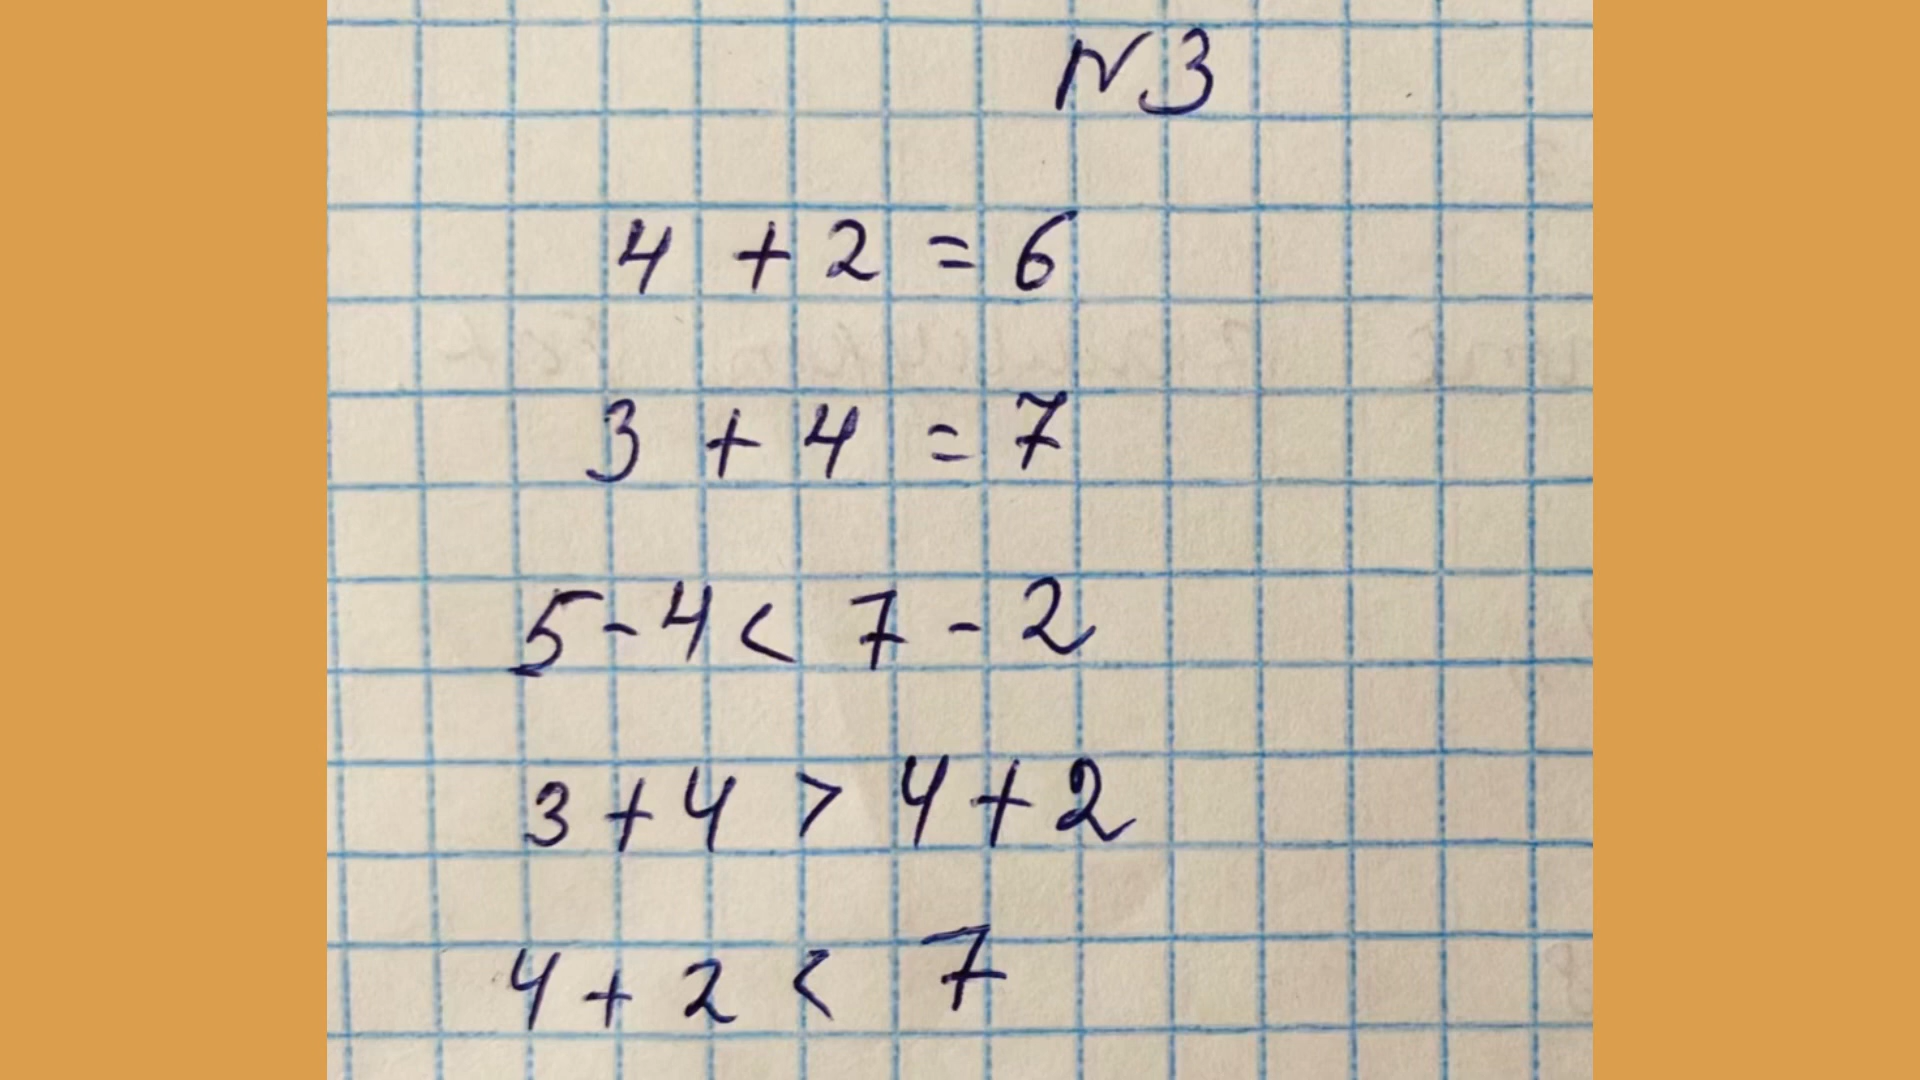 N3
4 + 2 = 6
3 + 4 = 7
5 - 4 < 7 - 2
3 + 4 > 4 + 2
4 + 2 < 7